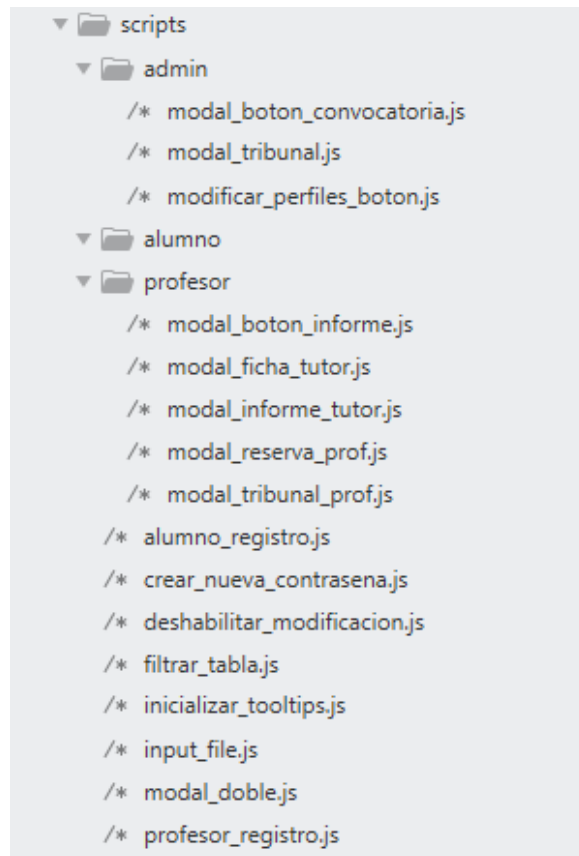 scripts
admin
/* modal_boton_convocatoria.js
/* modal_tribunal.js
/* modificar_perfiles_boton.js
alumno
profesor
/* modal_boton_informe.js
/* modal_ficha_tutor.js
/* modal_informe_tutor.js
/* modal_reserva_prof.js
/* modal_tribunal_prof.js
/* alumno_registro.js
/* crear_nueva_contrasena.js
/* deshabilitar_modificacion.js
/* filtrar_tabla.js
/* inicializar_tooltips.js
/* input_file.js
/* modal_doble.js
/* profesor_registro.js